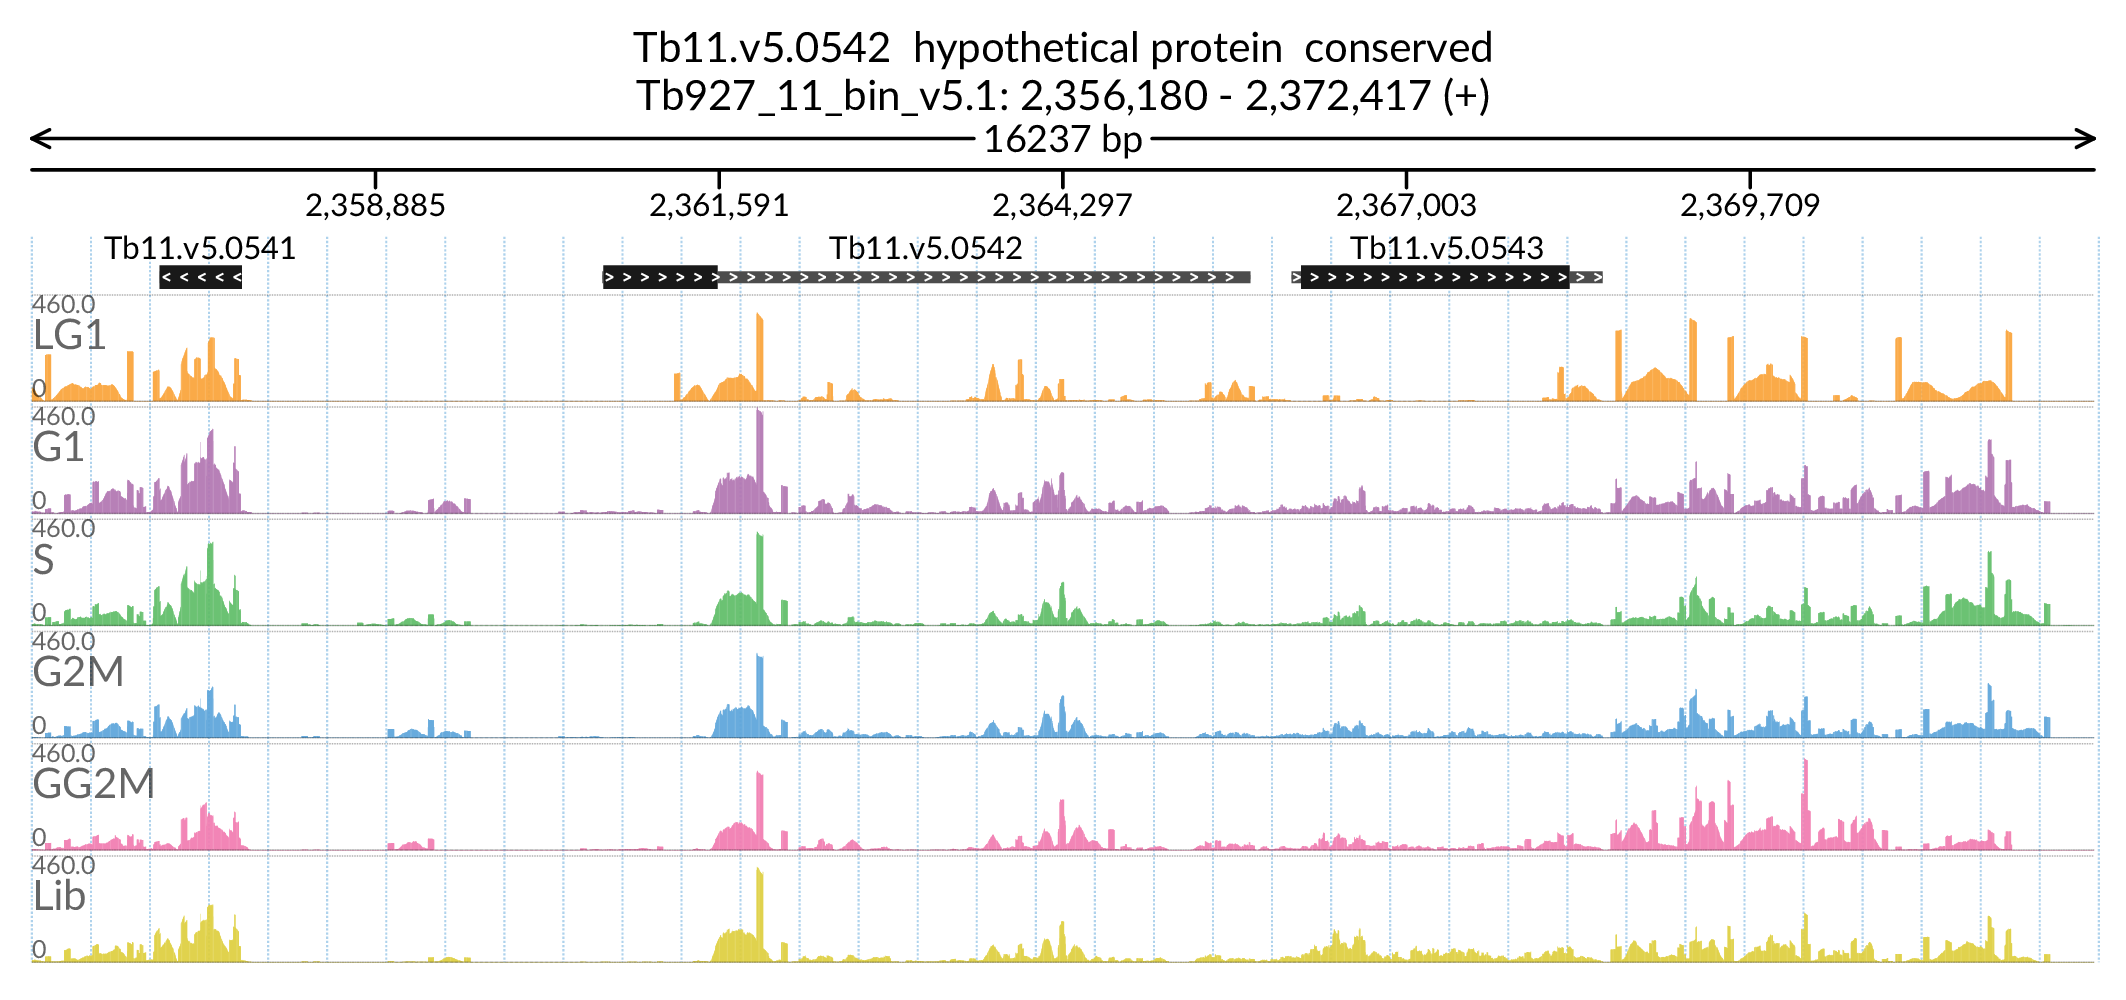 Tb11.v5.0542 hypothetical protein conserved
Tb927_11_bin_v5.1: 2,356,180 - 2,372,417 (+)
16237 bp
2,358,885 2,361,591 2,364,297 2,367,003 2,369,709
Tb11.v5.0541 Tb11.v5.0542 Tb11.v5.0543
460.0
LG1
0
460.0
G1
0
460.0
S
0
460.0
G2M
0
460.0
GG2M
0
460.0
Lib
0